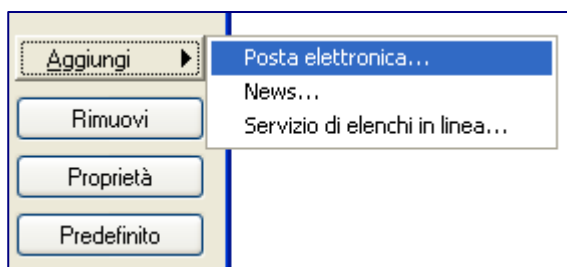 Aggiungi
Posta elettronica...
News...
Servizio di elenchi in linea...
Rimuovi
Proprietà
Predefinito